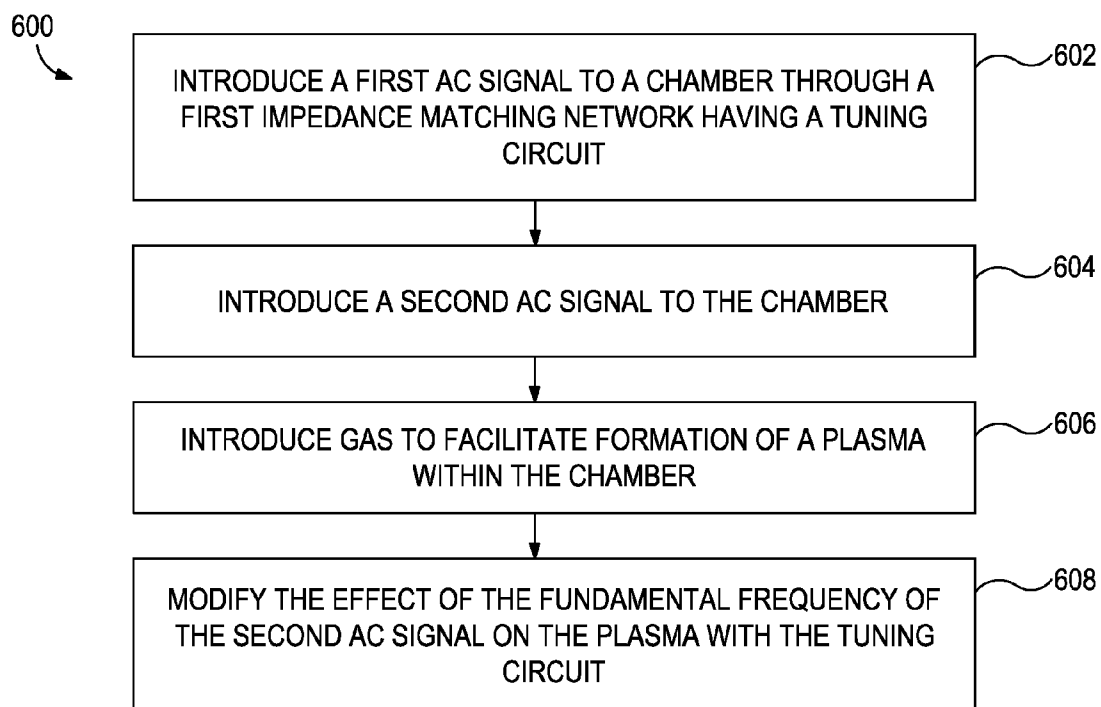 600
INTRODUCE A FIRST AC SIGNAL TO A CHAMBER THROUGH A
FIRST IMPEDANCE MATCHING NETWORK HAVING A TUNING
CIRCUIT
602
INTRODUCE A SECOND AC SIGNAL TO THE CHAMBER
604
INTRODUCE GAS TO FACILITATE FORMATION OF A PLASMA
WITHIN THE CHAMBER
606
MODIFY THE EFFECT OF THE FUNDAMENTAL FREQUENCY OF
THE SECOND AC SIGNAL ON THE PLASMA WITH THE TUNING
CIRCUIT
608